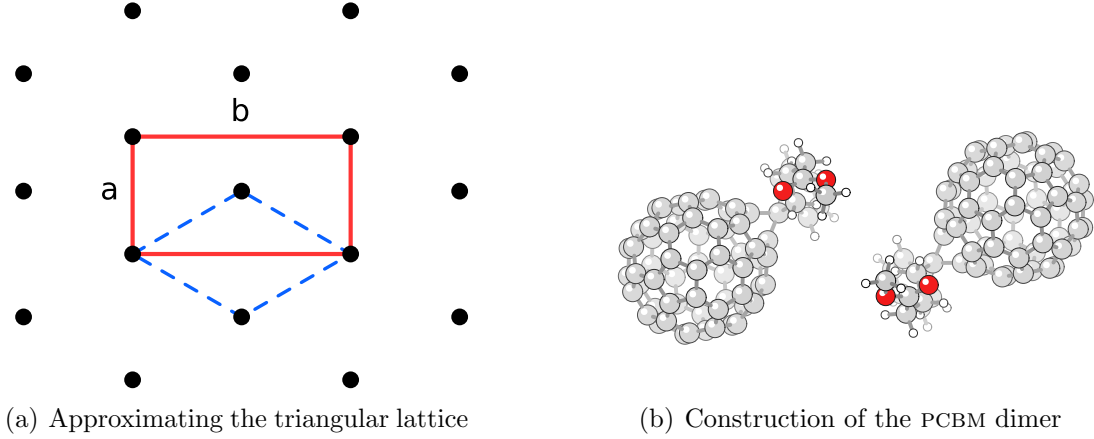 b
a
(a) Approximating the triangular lattice
(b) Construction of the PCBM dimer